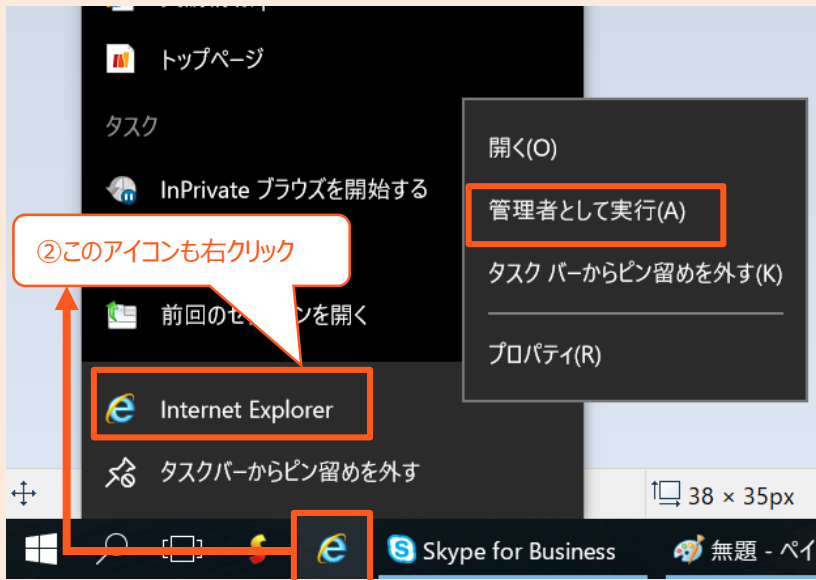 トップページ
タスク
InPrivate ブラウズを開始する
②このアイコンも右クリック
前回のセ
ンを開く
Internet Explorer
タスクバーからピン留めを外す
開く(O)
管理者として実行(A)
タスク バーからピン留めを外す(K)
プロパティ(R)
38 × 35px
Skype for Business
無題 - ペイ